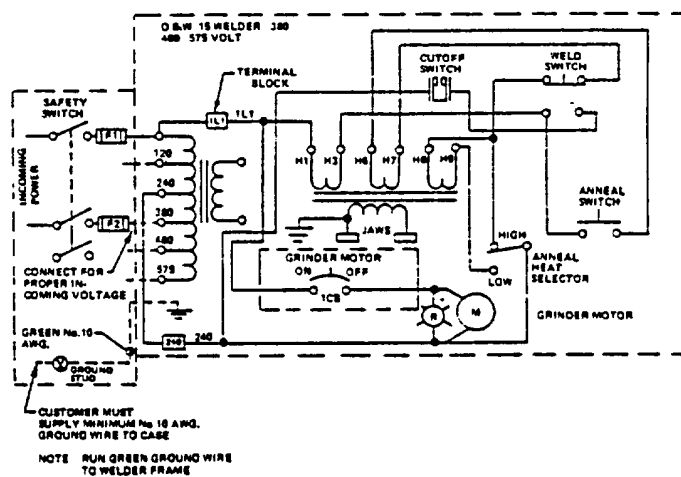 D B+W 15 WELDER 380
480 575 VOLT
TERMINAL
BLOCK
CUTOFF
SWITCH
WELD
SWITCH
SAFETY
SWITCH
1L1
1L1
F1
INCOMING
POWER
120
240
H1 H3 H6 H7 H8 H9
ANNEAL
SWITCH
F2
380
480
575
JAWS
HIGH
ANNEAL
HEAT
SELECTOR
LOW
CONNECT FOR
PROPER IN-
COMING VOLTAGE
GRINDER MOTOR
ON OFF
1CB
R
M
GRINDER MOTOR
GREEN No. 10
AWG.
240
240
GROUND
STUD
CUSTOMER MUST
SUPPLY MINIMUM No 10 AWG.
GROUND WIRE TO CASE
NOTE RUN GREEN GROUND WIRE
TO WELDER FRAME